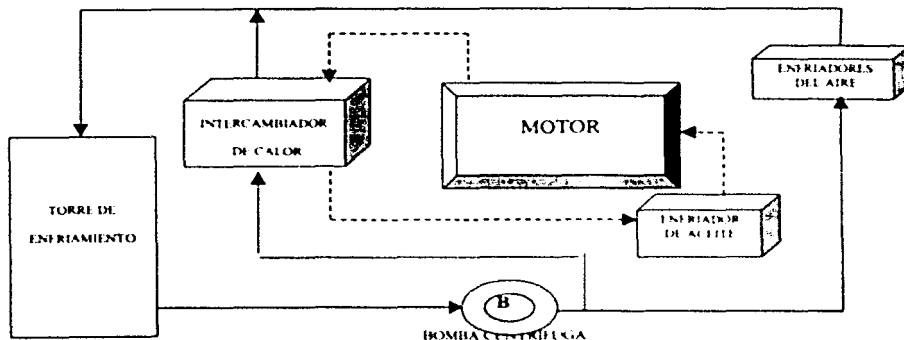 ENFRIADORES
DEL AIRE
INTERCAMBIADOR
DE CALOR
MOTOR
TORRE DE
ENFRIAMIENTO
ENFRIADOR
DE ACEITE
B
BOMBA CENTRIFUGA